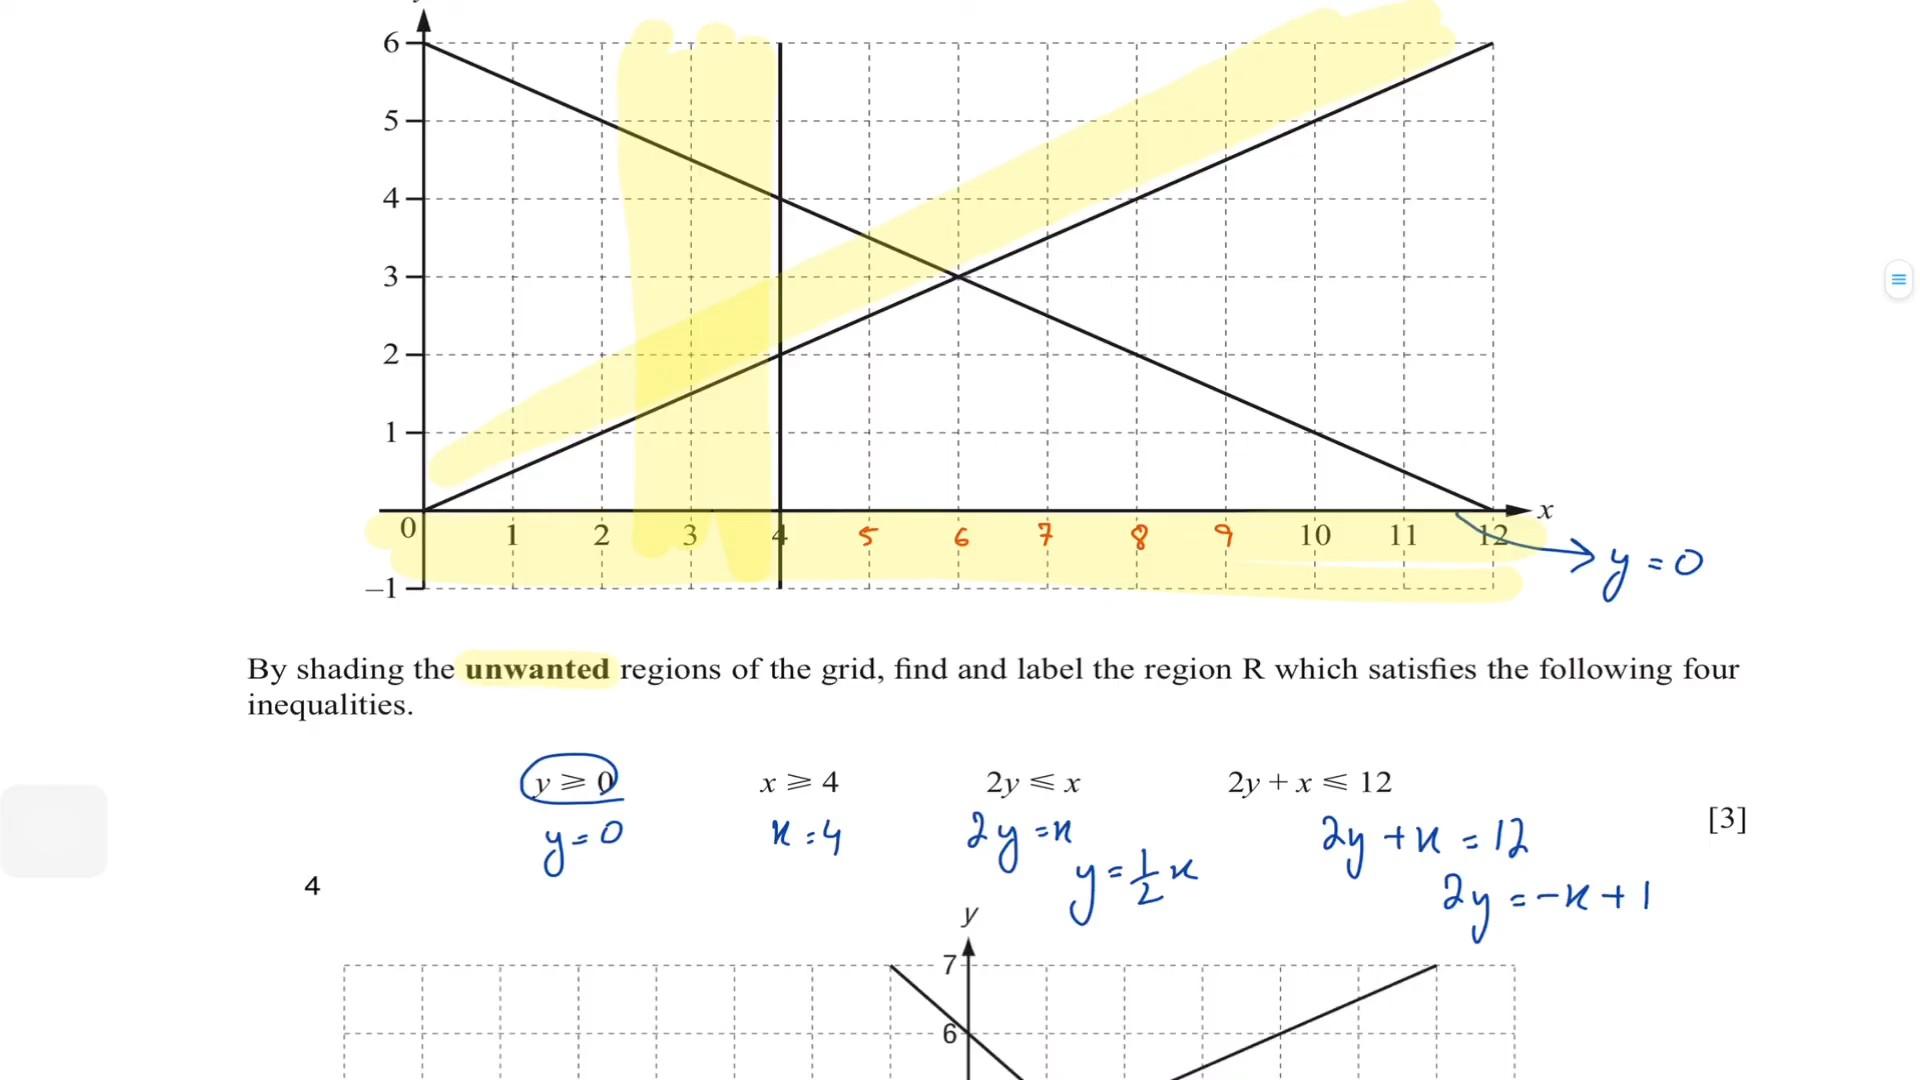 6
5
4
3
2
1
0 1 2 3 4 5 6 7 8 9 10 11 12 x
y = 0
–1
By shading the unwanted regions of the grid, find and label the region R which satisfies the following four
inequalities.
y ⩾ 0 x ⩾ 4 2y ⩽ x 2y + x ⩽ 12
[3]
y = 0 x = 4 2y = x 2y + x = 12
y = 1/2 x 2y = -x + 1
4
y
7
6